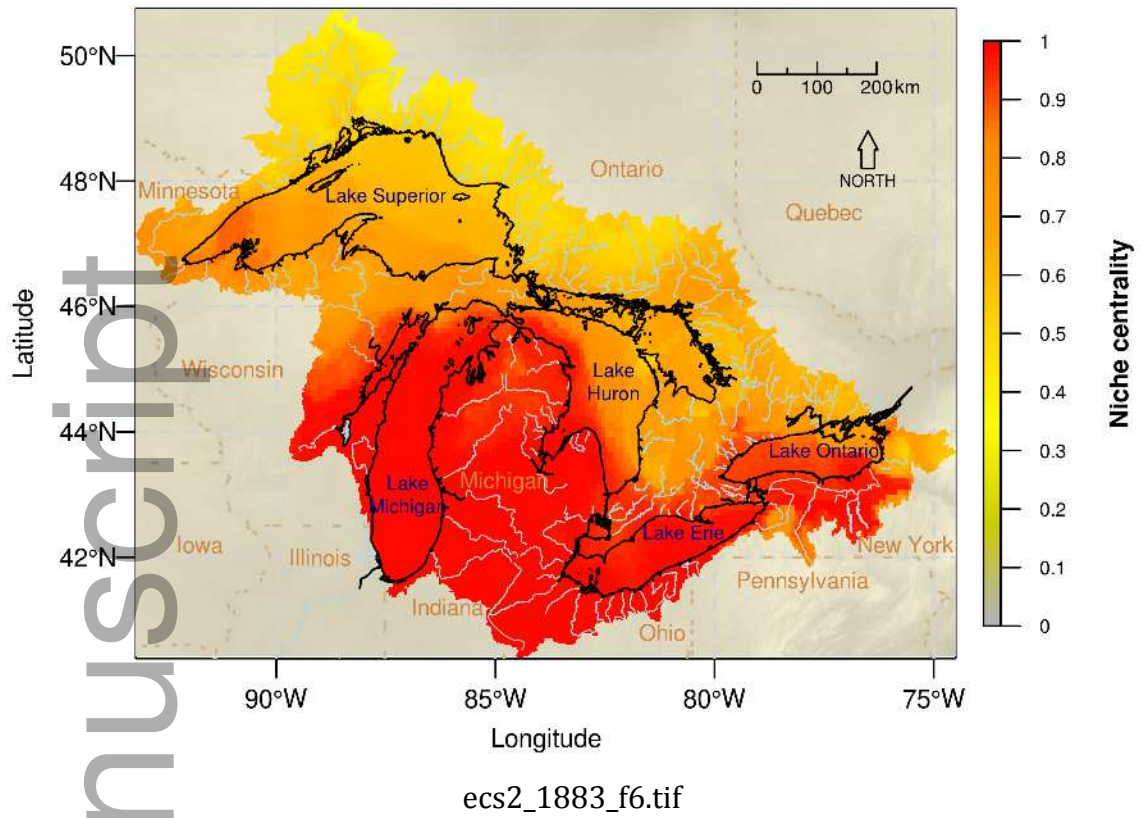 50°N
48°N
46°N
44°N
42°N
Latitude
90°W
85°W
80°W
75°W
Longitude
0
100
200km
NORTH
Ontario
Quebec
Minnesota
Lake Superior
Wisconsin
Lake
Huron
Lake Ontario
Michigan
Lake
Michigan
Lake Erie
New York
Iowa
Illinois
Pennsylvania
Indiana
Ohio
1
0.9
0.8
0.7
0.6
0.5
0.4
0.3
0.2
0.1
0
Niche centrality
nuscript
ecs2_1883_f6.tif